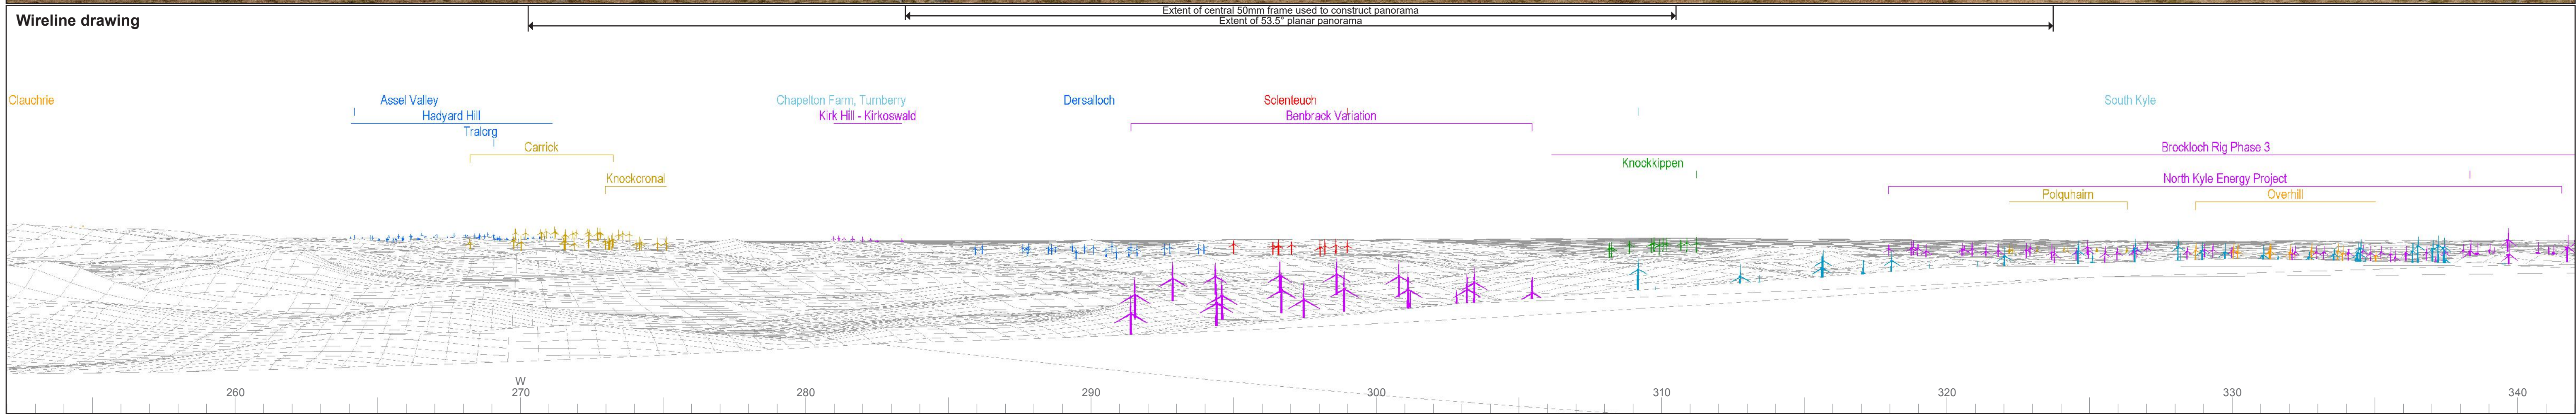 Extent of central 50mm frame used to construct panorama
Wireline drawing
Extent of 53.5° planar panorama
Clauchrie
Assel Valley
Chapelton Farm, Turnberry
Dersalloch
Sclenteuch
South Kyle
Hadyard Hill
Kirk Hill - Kirkoswald
Benbrack Variation
Tralorg
Carrick
Brockloch Rig Phase 3
Knockkippen
Knockcronal
North Kyle Energy Project
Polquhairn
Overhill
W
260 270 280 290 300 310 320 330 340